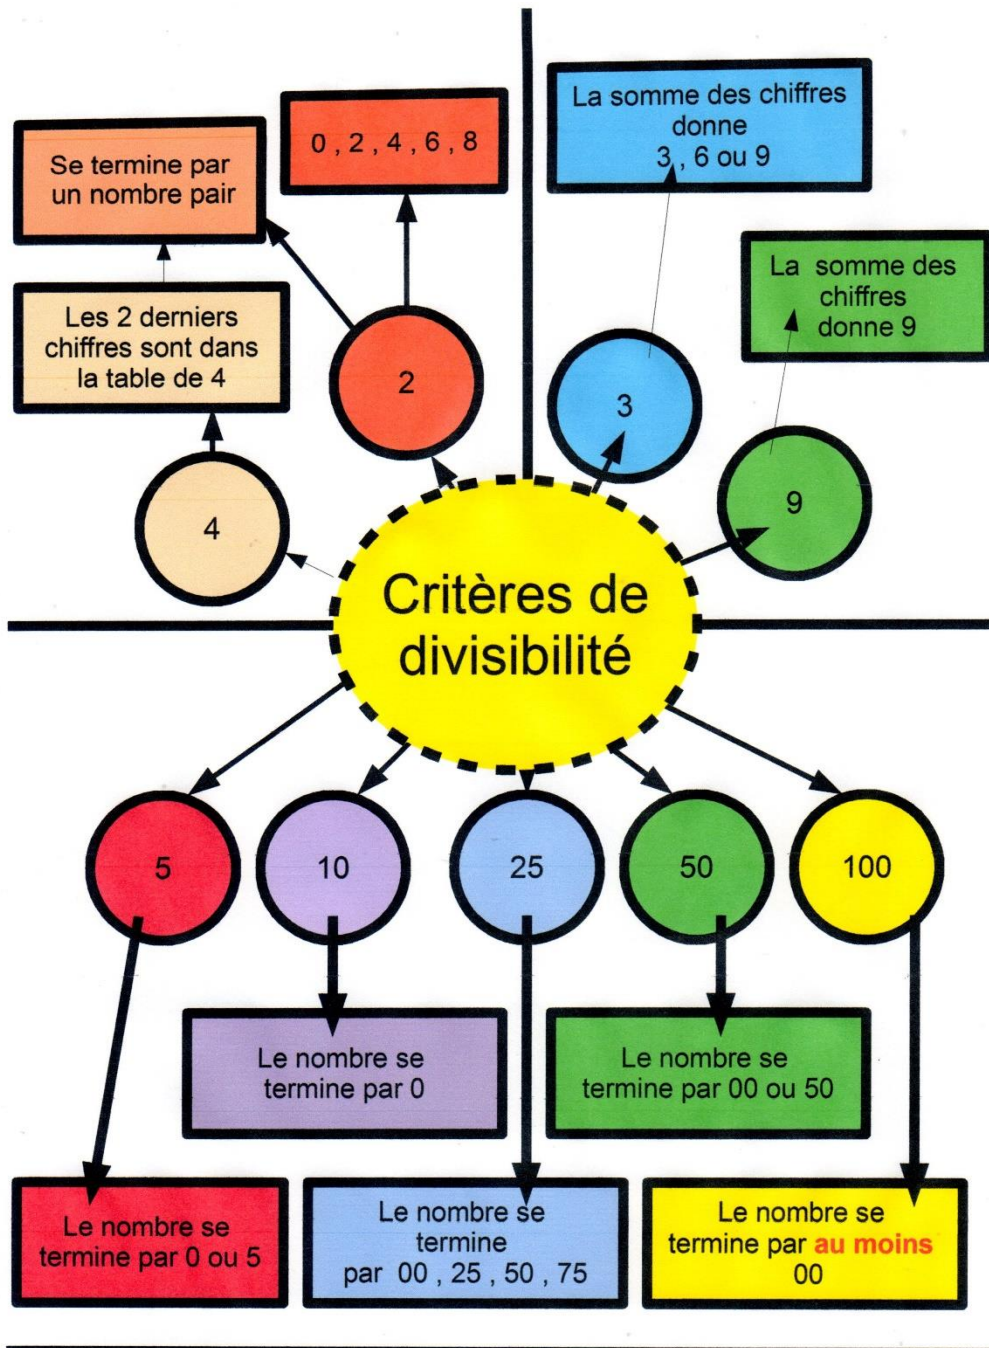 Se termine par
un nombre pair
0 , 2 , 4 , 6 , 8
La somme des chiffres
donne
3 , 6 ou 9
La somme des
chiffres
donne 9
Les 2 derniers
chiffres sont dans
la table de 4
2
3
4
9
Critères de
divisibilité
5
10
25
50
100
Le nombre se
termine par 0
Le nombre se
termine par 00 ou 50
Le nombre se
termine par 0 ou 5
Le nombre se
termine
par 00 , 25 , 50 , 75
Le nombre se
termine par au moins
00